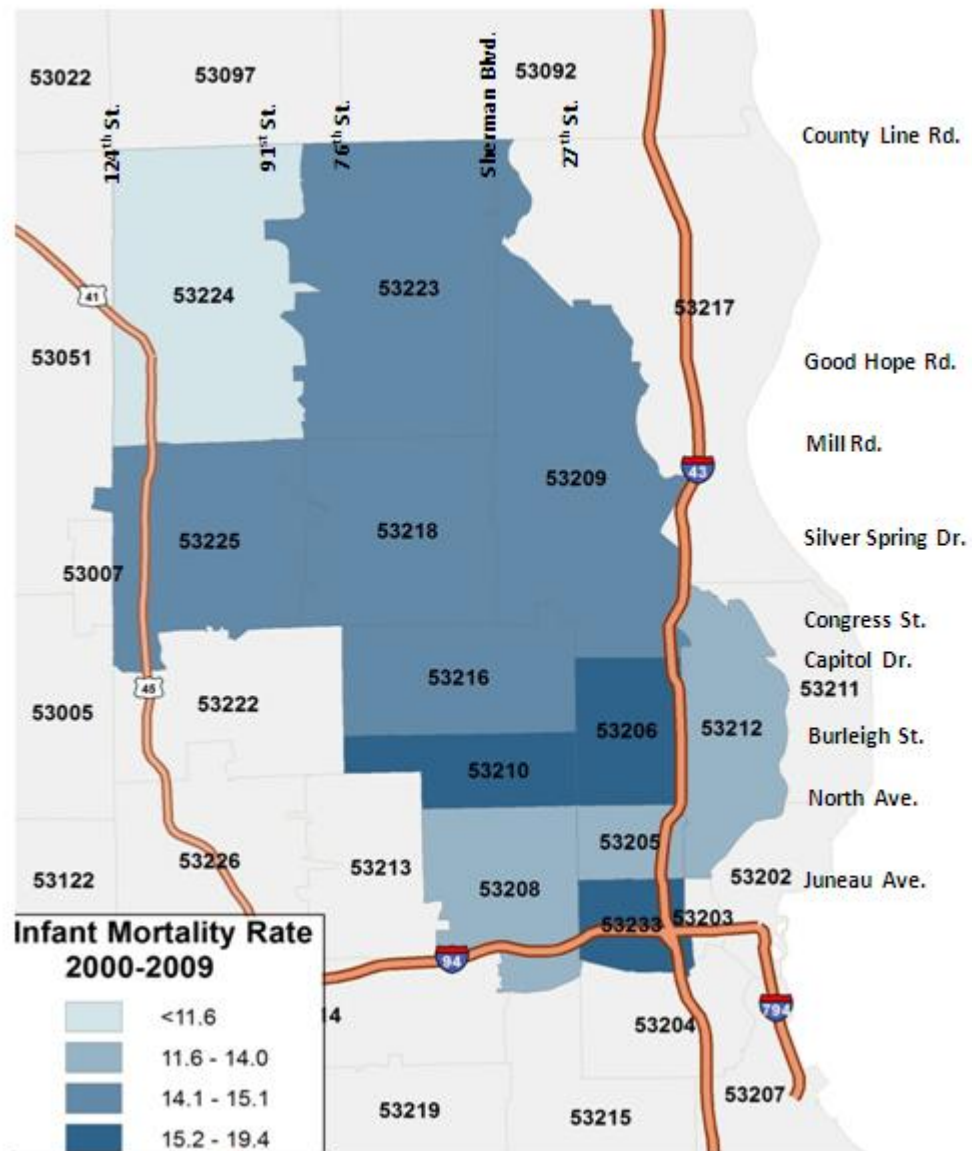 53022
53097
53092
Sherman Blvd.
124th St.
91st St.
76th St.
27th St.
County Line Rd.
41
53224
53223
53217
53051
Good Hope Rd.
Mill Rd.
43
53209
53225
53218
Silver Spring Dr.
53007
Congress St.
Capitol Dr.
53216
45
53211
53005
53222
53206
53212
Burleigh St.
53210
North Ave.
53205
53226
53213
53122
53208
53202
Juneau Ave.
53233
53203
94
794
14
53204
53207
53219
53215
Infant Mortality Rate
2000-2009
<11.6
11.6 - 14.0
14.1 - 15.1
15.2 - 19.4